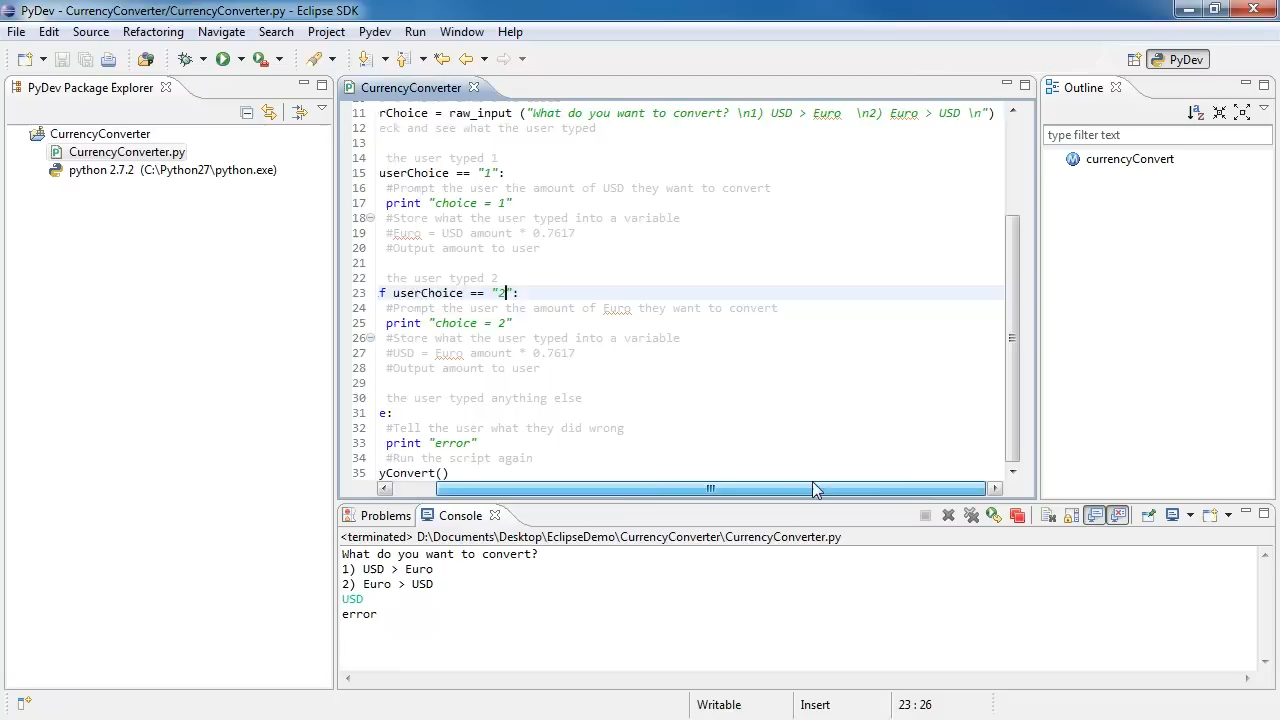 PyDev - CurrencyConverter/CurrencyConverter.py - Eclipse SDK
File Edit Source Refactoring Navigate Search Project Pydev Run Window Help
PyDev
PyDev Package Explorer
CurrencyConverter
CurrencyConverter.py
python 2.7.2 (C:\Python27\python.exe)
CurrencyConverter
11 rChoice = raw_input ("What do you want to convert? \n1) USD > Euro \n2) Euro > USD \n")
12 eck and see what the user typed
13
14 the user typed 1
15 userChoice == "1":
16 #Prompt the user the amount of USD they want to convert
17 print "choice = 1"
18 #Store what the user typed into a variable
19 #Euro = USD amount * 0.7617
20 #Output amount to user
21
22 the user typed 2
23 f userChoice == "2":
24 #Prompt the user the amount of Euro they want to convert
25 print "choice = 2"
26 #Store what the user typed into a variable
27 #USD = Euro amount * 0.7617
28 #Output amount to user
29
30 the user typed anything else
31 e:
32 #Tell the user what they did wrong
33 print "error"
34 #Run the script again
35 yConvert()
Outline
type filter text
currencyConvert
Problems Console
<terminated> D:\Documents\Desktop\EclipseDemo\CurrencyConverter\CurrencyConverter.py
What do you want to convert?
1) USD > Euro
2) Euro > USD
USD
error
Writable Insert 23 : 26